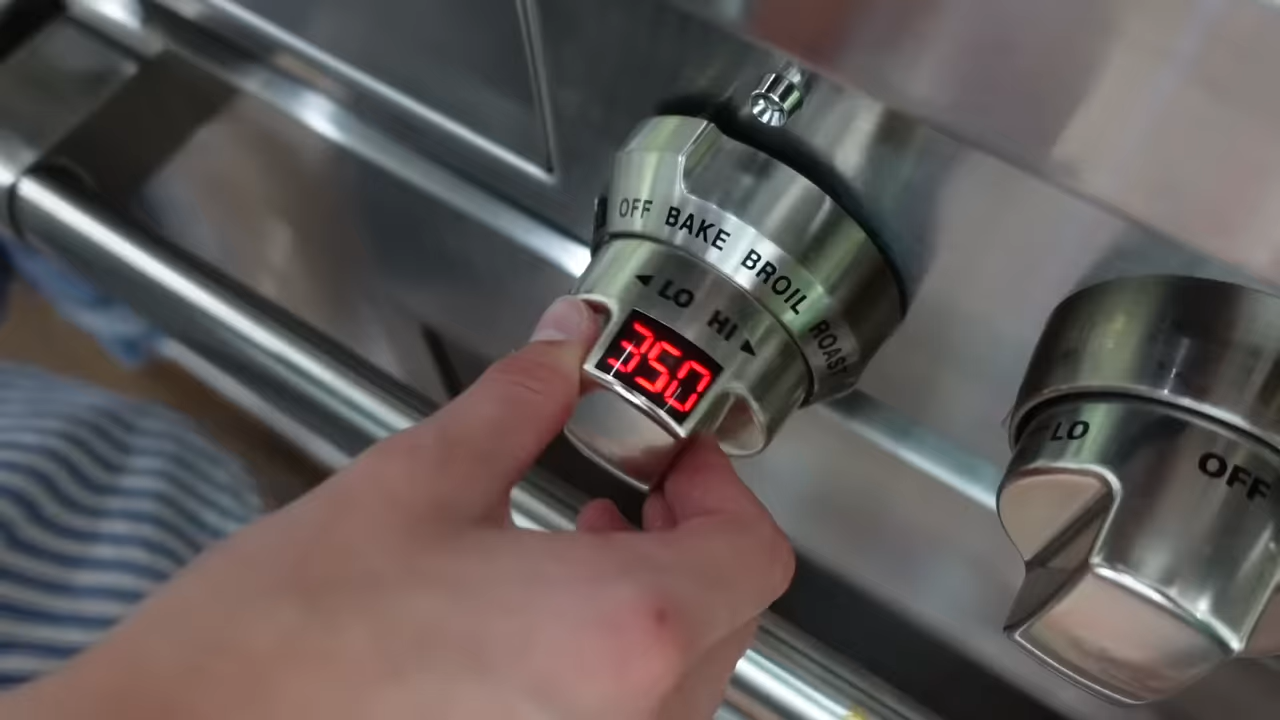 OFF BAKE BROIL ROAST
◄ LO HI ►
350
LO
OFF